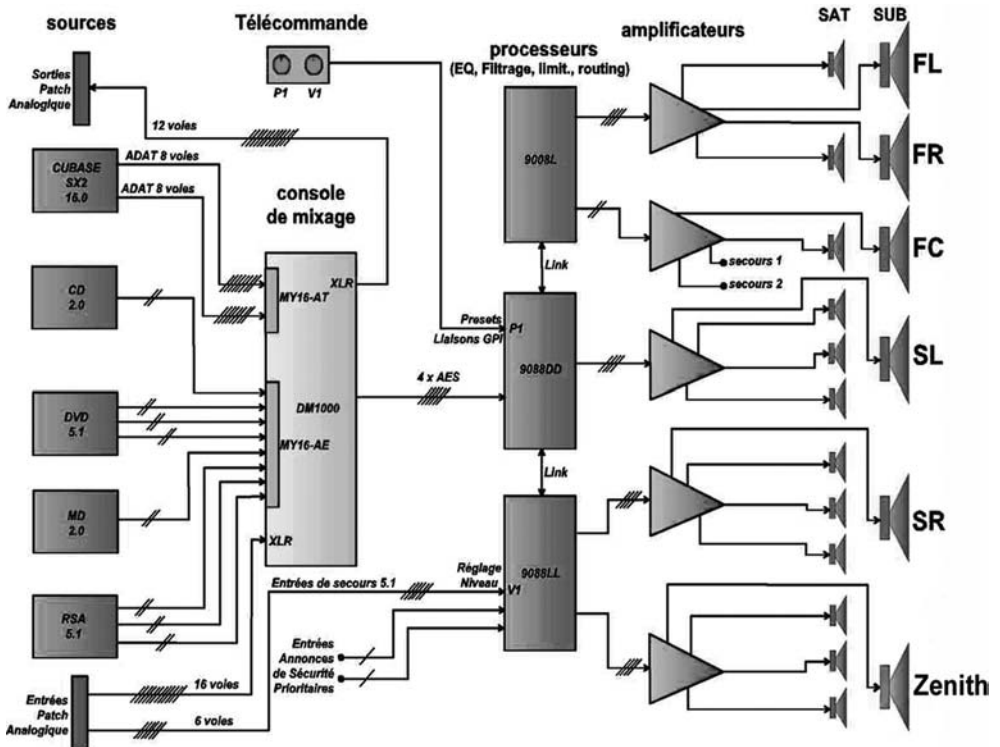 sources
Télécommande
P1
V1
processeurs
(EQ, Filtrage, limit., routing)
amplificateurs
SAT
SUB
Sorties
Patch
Analogique
12 voies
CUBASE
SX2
16.0
ADAT 8 voies
ADAT 8 voies
console
de mixage
CD
2.0
DVD
5.1
MD
2.0
RSA
5.1
Entrées
Patch
Analogique
XLR
MY16-AT
DM1000
MY16-AE
XLR
4 x AES
Presets
Liaisons GPI
P1
9008L
Link
9088DD
Link
9088LL
Réglage
Niveau
V1
Entrées de secours 5.1
Entrées
Annonces
de Sécurité
Prioritaires
16 voies
6 voies
secours 1
secours 2
FL
FR
FC
SL
SR
Zenith